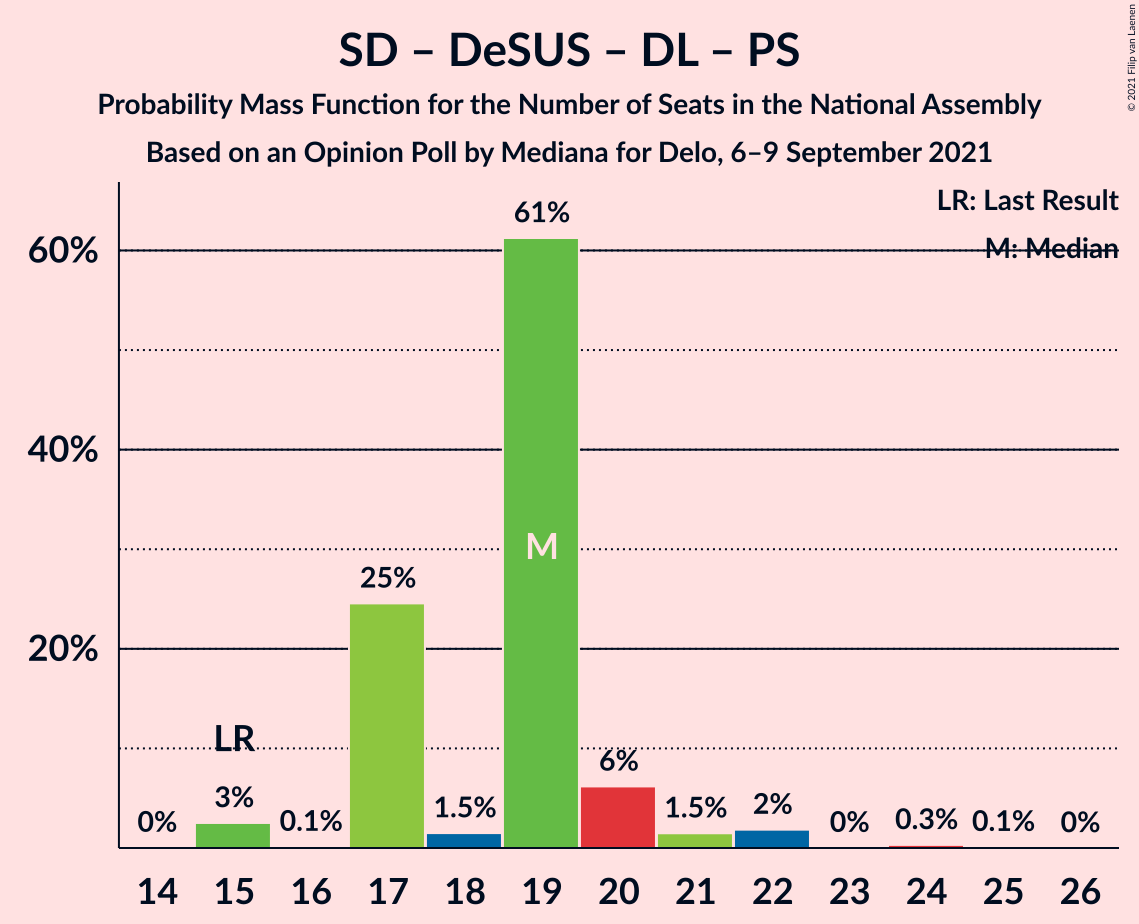 SD – DeSUS – DL – PS
Probability Mass Function for the Number of Seats in the National Assembly
Based on an Opinion Poll by Mediana for Delo, 6–9 September 2021
© 2021 Filip van Laenen
LR: Last Result
M: Median
60%
40%
20%
0%
LR
3%
0.1%
25%
1.5%
61%
M
6%
1.5%
2%
0%
0.3%
0.1%
0%
14 15 16 17 18 19 20 21 22 23 24 25 26